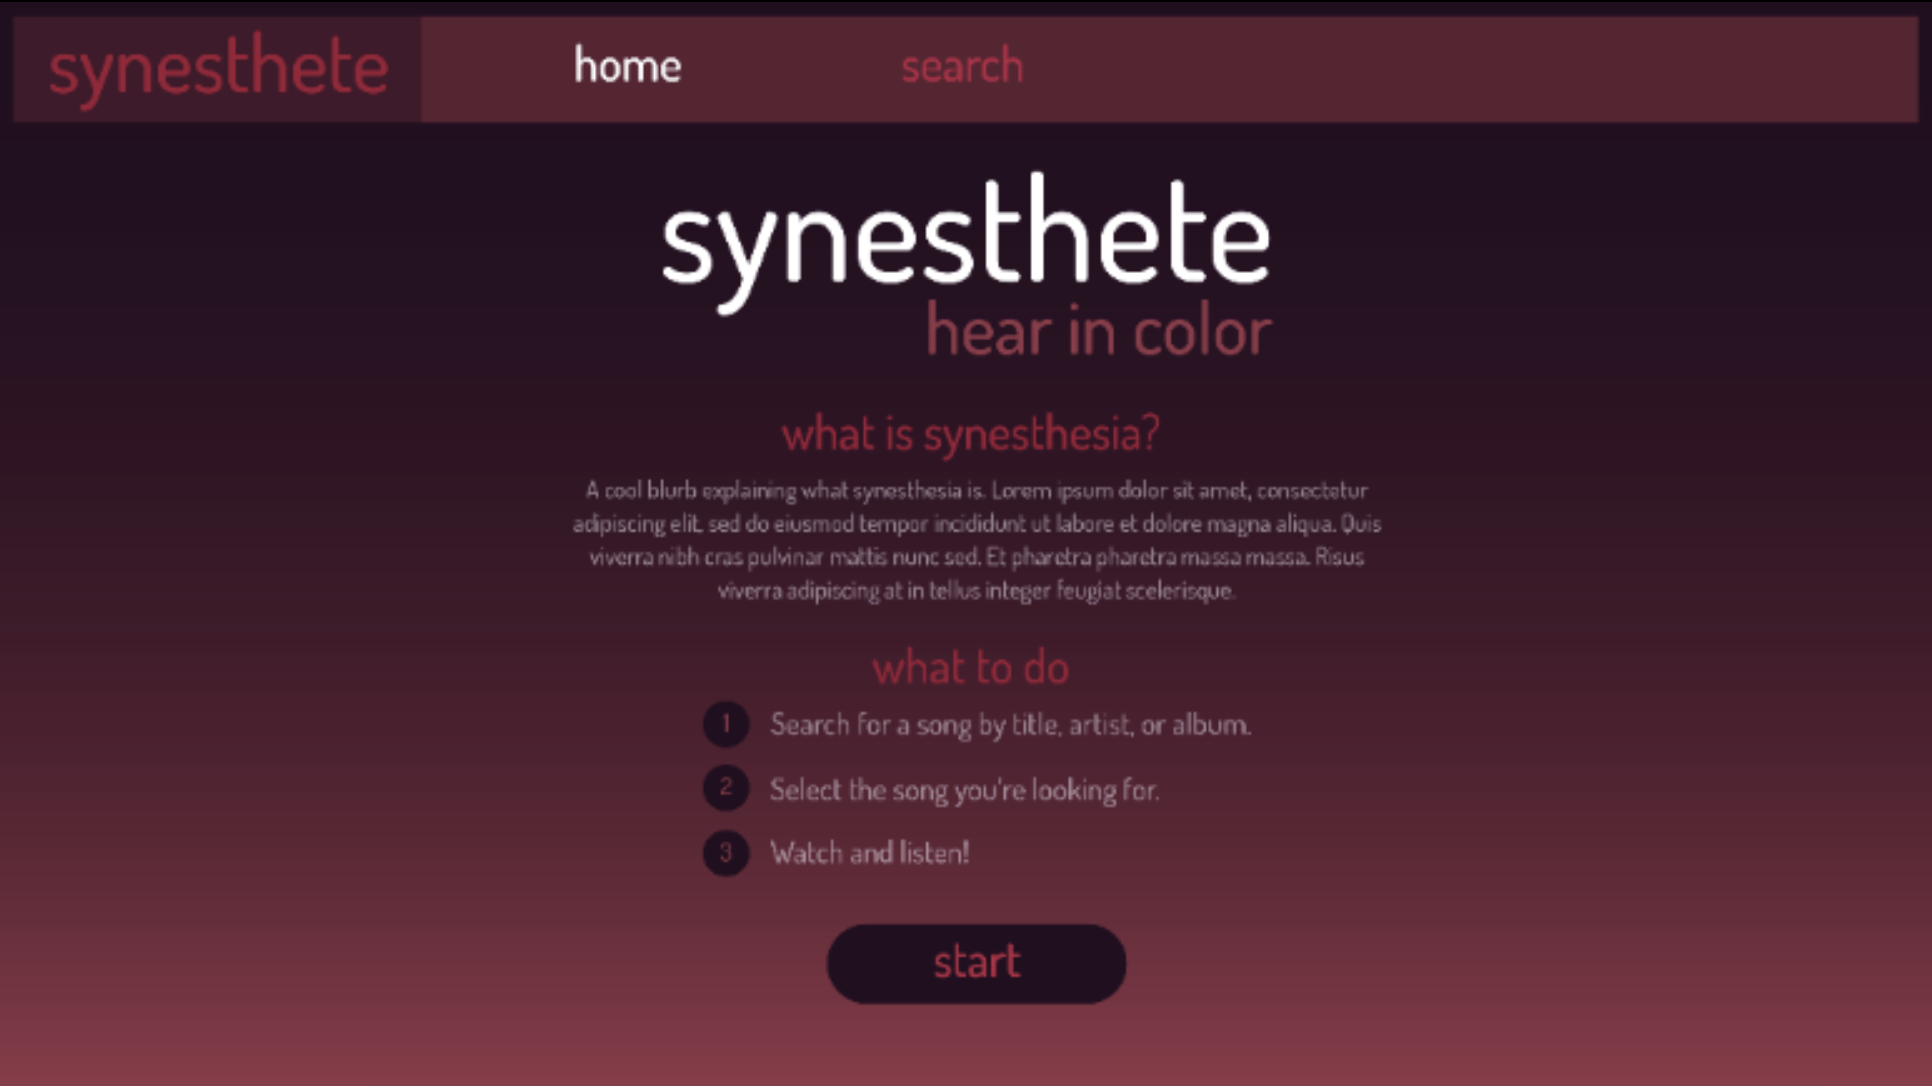 synesthete
home
search
synesthete
hear in color
what is synesthesia?
A cool blurb explaining what synesthesia is. Lorem ipsum dolor sit amet, consectetur
adipiscing elit, sed do eiusmod tempor incididunt ut labore et dolore magna aliqua. Quis
viverra nibh cras pulvinar mattis nunc sed. Et pharetra pharetra massa massa. Risus
viverra adipiscing at in tellus integer feugiat scelerisque.
what to do
1 Search for a song by title, artist, or album.
2 Select the song you're looking for.
3 Watch and listen!
start